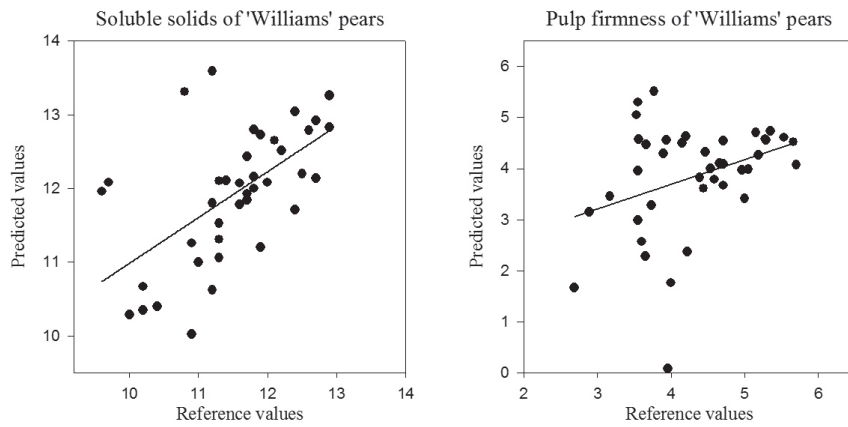 Soluble solids of 'Williams' pears
14
13
12
11
10
Predicted values
10 11 12 13 14
Reference values
Pulp firmness of 'Williams' pears
6
5
4
3
2
1
0
Predicted values
2 3 4 5 6
Reference values